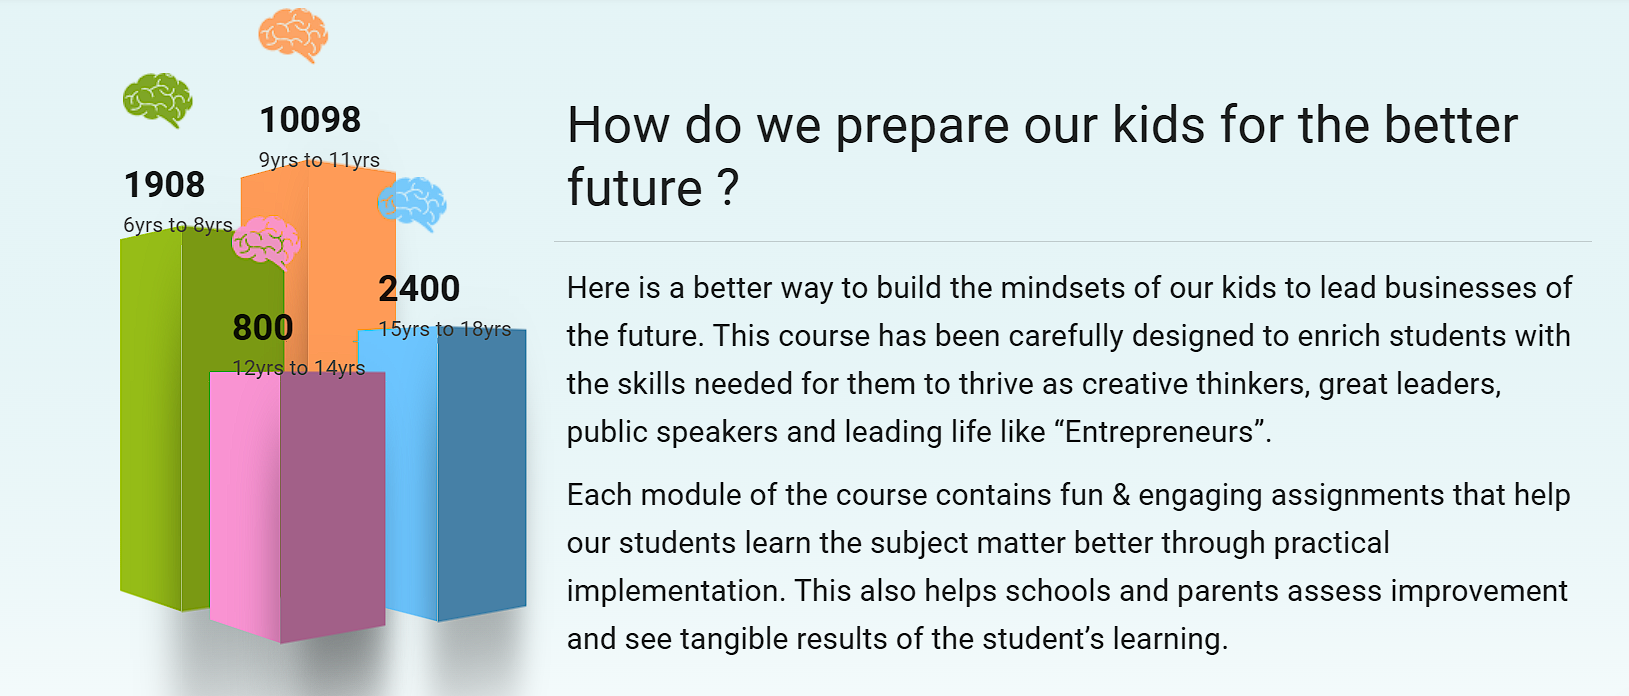 10098
9yrs to 11yrs
1908
6yrs to 8yrs
2400
15yrs to 18yrs
800
12yrs to 14yrs
How do we prepare our kids for the better
future ?
Here is a better way to build the mindsets of our kids to lead businesses of
the future. This course has been carefully designed to enrich students with
the skills needed for them to thrive as creative thinkers, great leaders,
public speakers and leading life like “Entrepreneurs”.
Each module of the course contains fun & engaging assignments that help
our students learn the subject matter better through practical
implementation. This also helps schools and parents assess improvement
and see tangible results of the student’s learning.